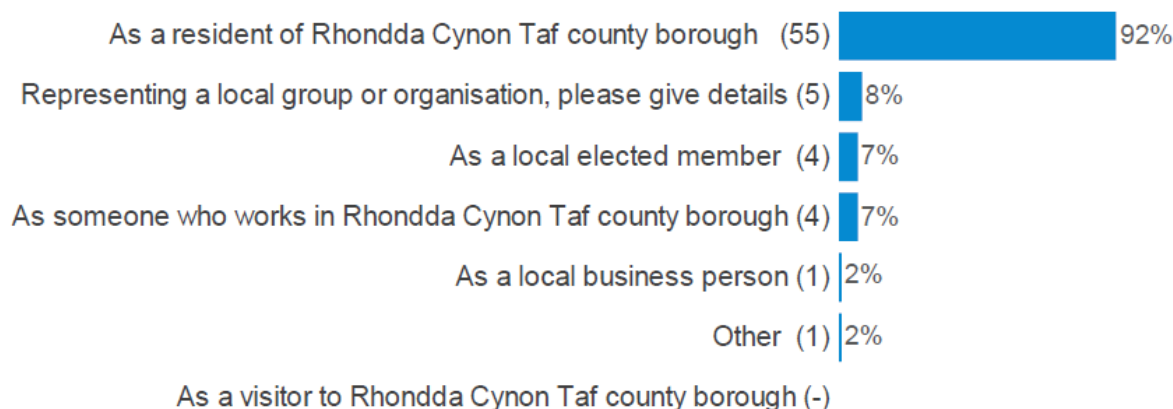 As a resident of Rhondda Cynon Taf county borough (55) 92%
Representing a local group or organisation, please give details (5) 8%
As a local elected member (4) 7%
As someone who works in Rhondda Cynon Taf county borough (4) 7%
As a local business person (1) 2%
Other (1) 2%
As a visitor to Rhondda Cynon Taf county borough (-)